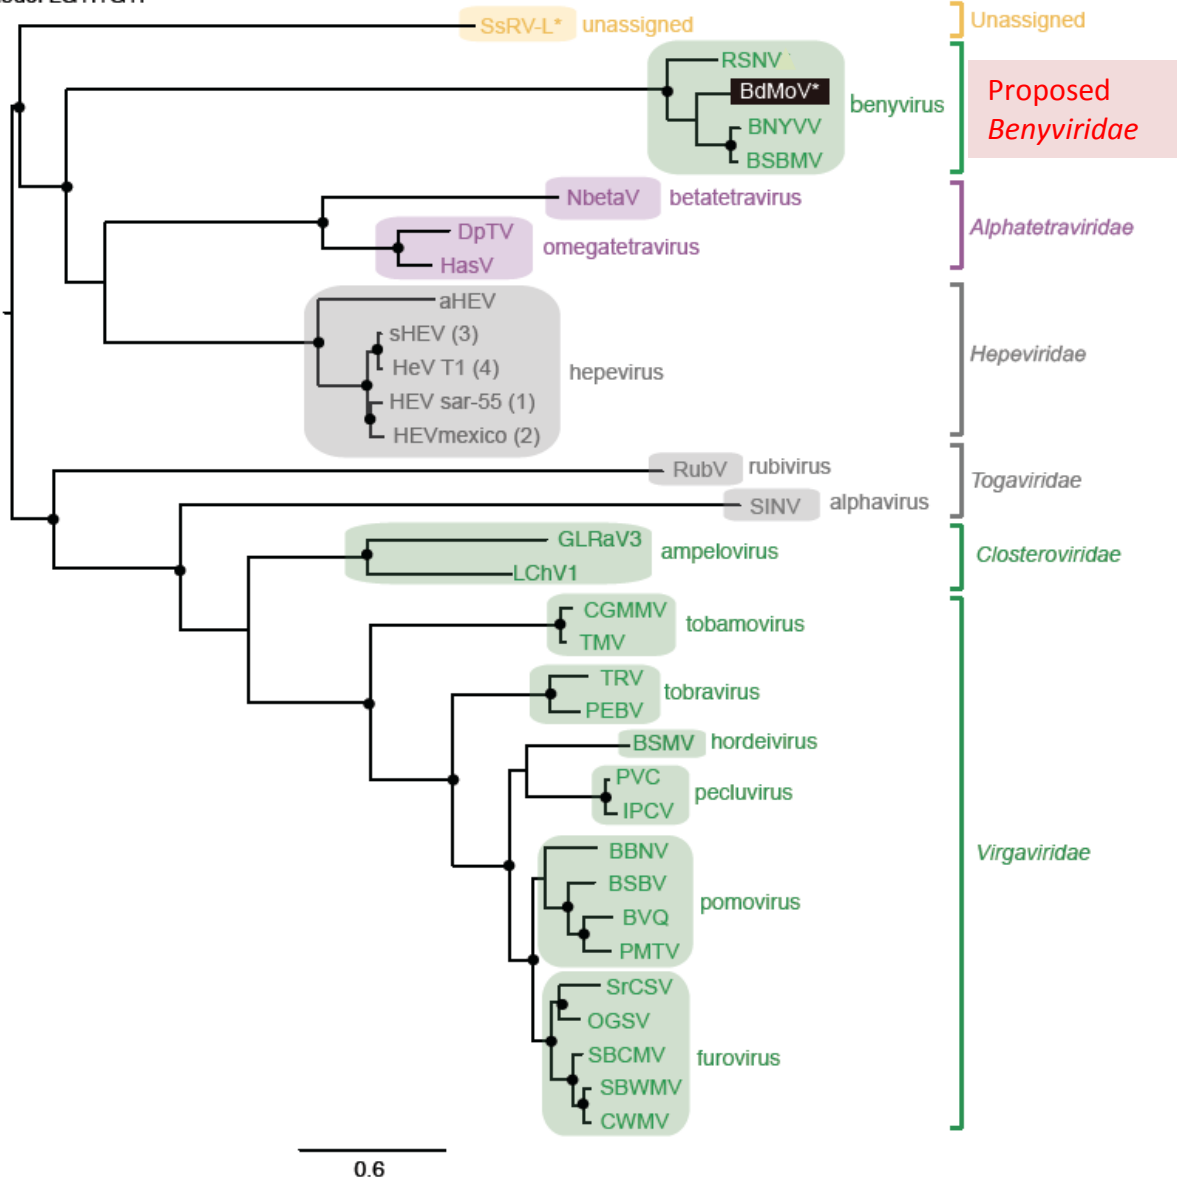 SsRV-L* unassigned
Unassigned
RSNV
BdMoV*
BNYVV
BSBMV
benyvirus
Proposed
Benyviridae
NbetaV betatetravirus
DpTV
HasV
omegatetravirus
Alphatetraviridae
aHEV
sHEV (3)
HeV T1 (4)
HEV sar-55 (1)
HEVmexico (2)
hepevirus
Hepeviridae
RubV rubivirus
SINV alphavirus
Togaviridae
GLRaV3
LChV1
ampelovirus
Closteroviridae
CGMMV
TMV
tobamovirus
TRV
PEBV
tobravirus
BSMV hordeivirus
PVC
IPCV
pecluvirus
BBNV
BSBV
BVQ
PMTV
pomovirus
Virgaviridae
SrCSV
OGSV
SBCMV
SBWMV
CWMV
furovirus
0.6